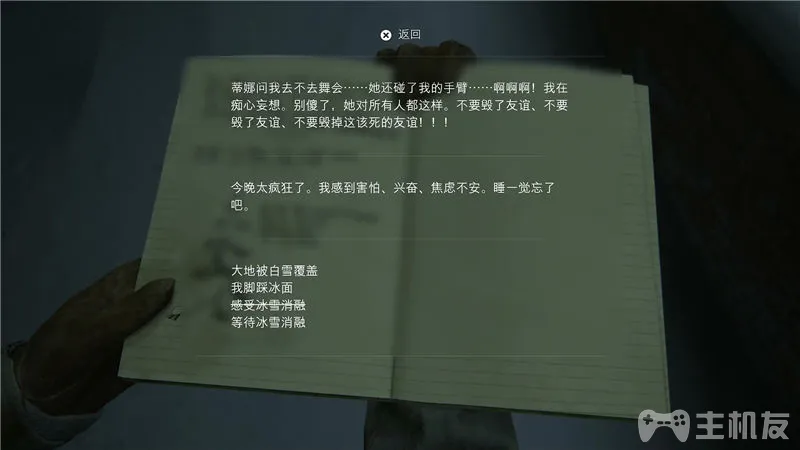 返回
蒂娜问我去不去舞会……她还碰了我的手臂……啊啊啊！我在
痴心妄想。别傻了，她对所有人都这样。不要毁了友谊、不要
毁了友谊、不要毁掉这该死的友谊！！！
今晚太疯狂了。我感到害怕、兴奋、焦虑不安。睡一觉忘了
吧。
大地被白雪覆盖
我脚踩冰面
感受冰雪消融
等待冰雪消融
主机友